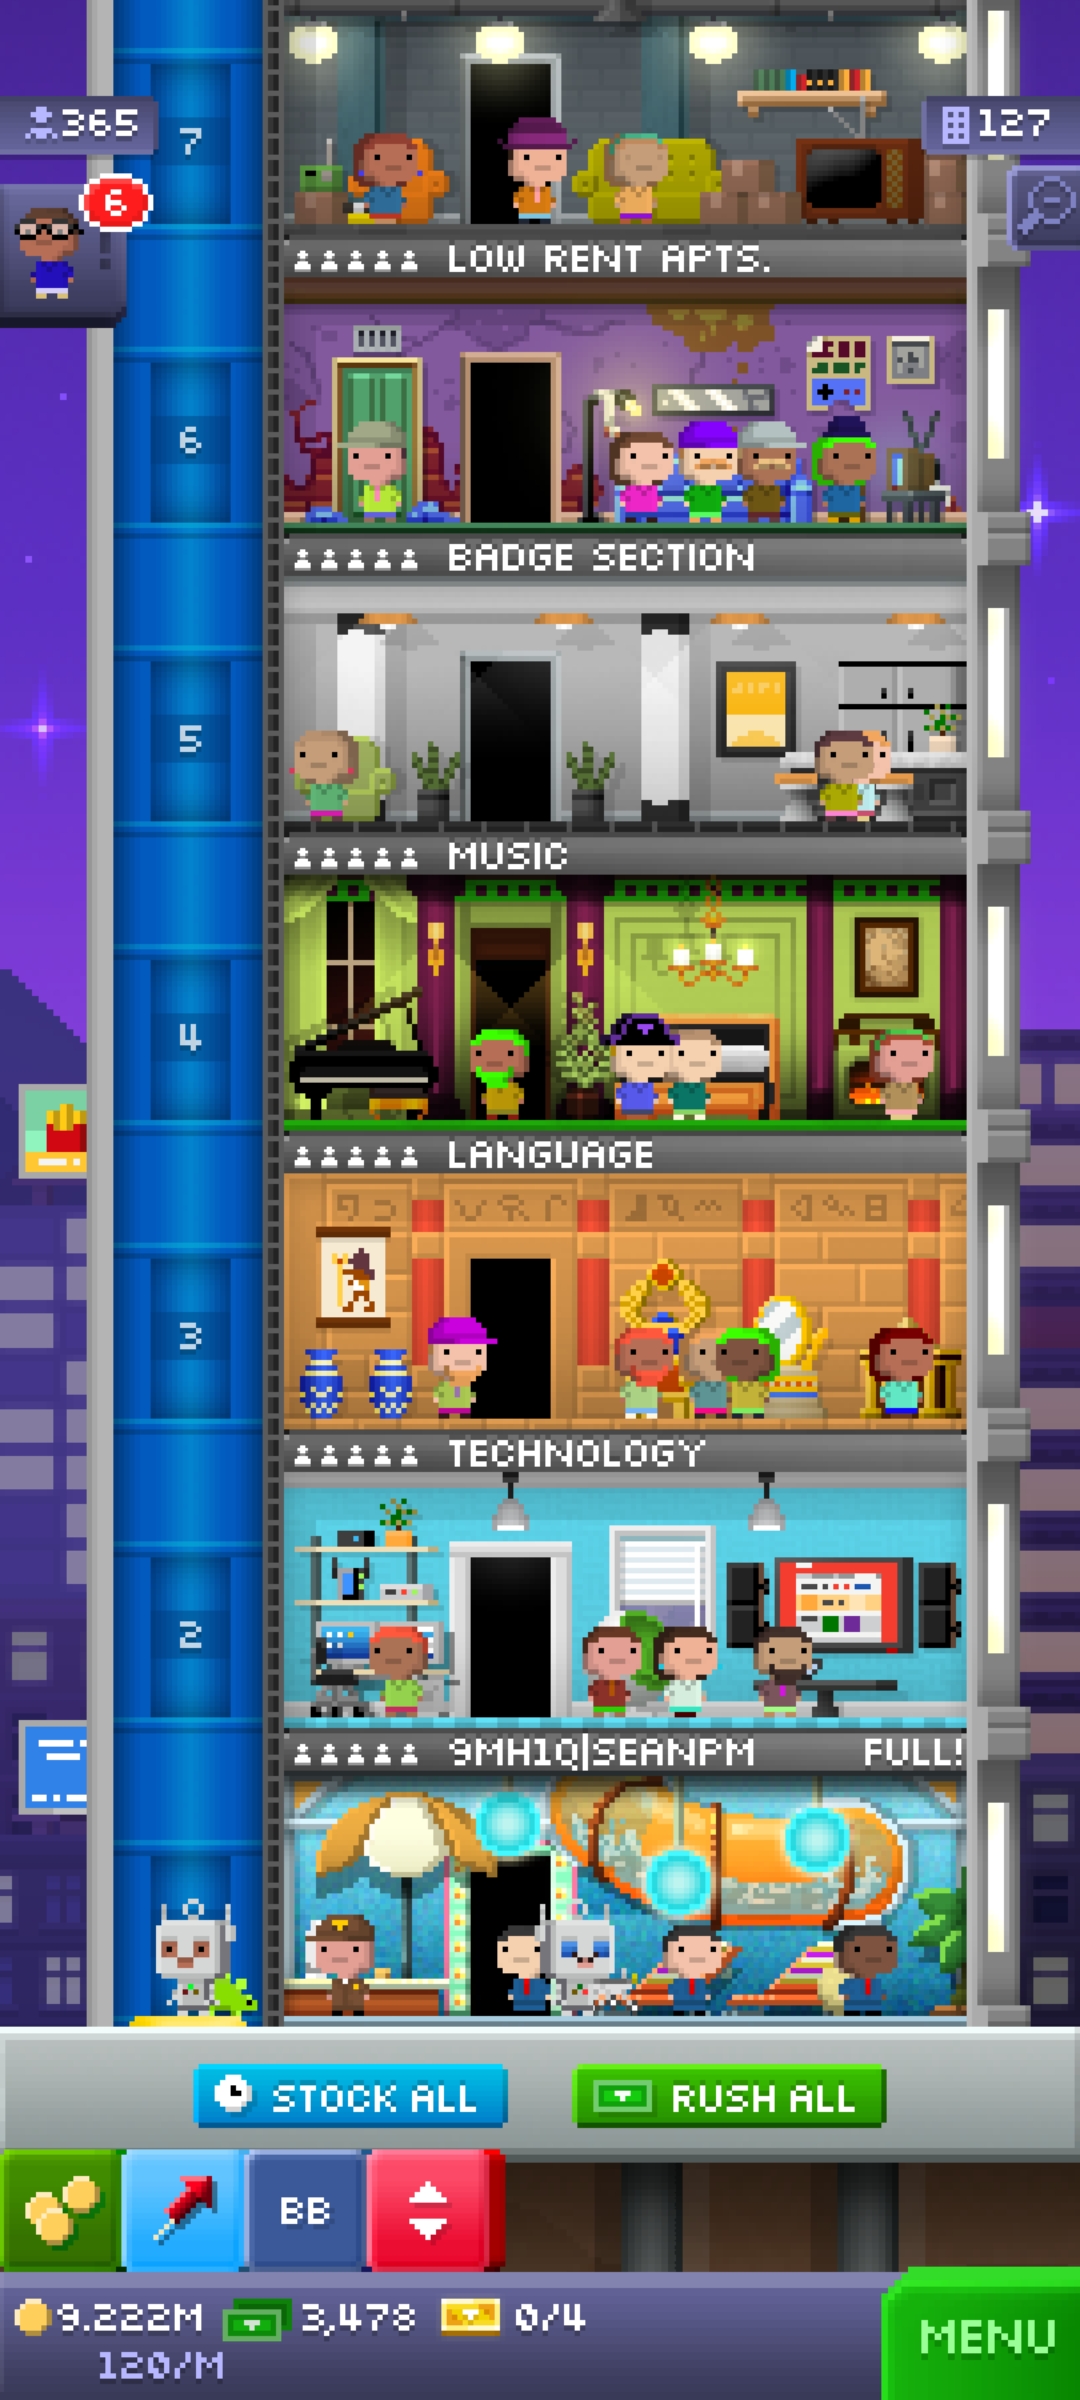 365
7
127
6
LOW RENT APTS.
6
BADGE SECTION
5
MUSIC
4
LANGUAGE
3
TECHNOLOGY
2
9MH1Q|SEANPM FULL!
STOCK ALL
RUSH ALL
BB
9.222M 3,478 0/4
120/M
MENU